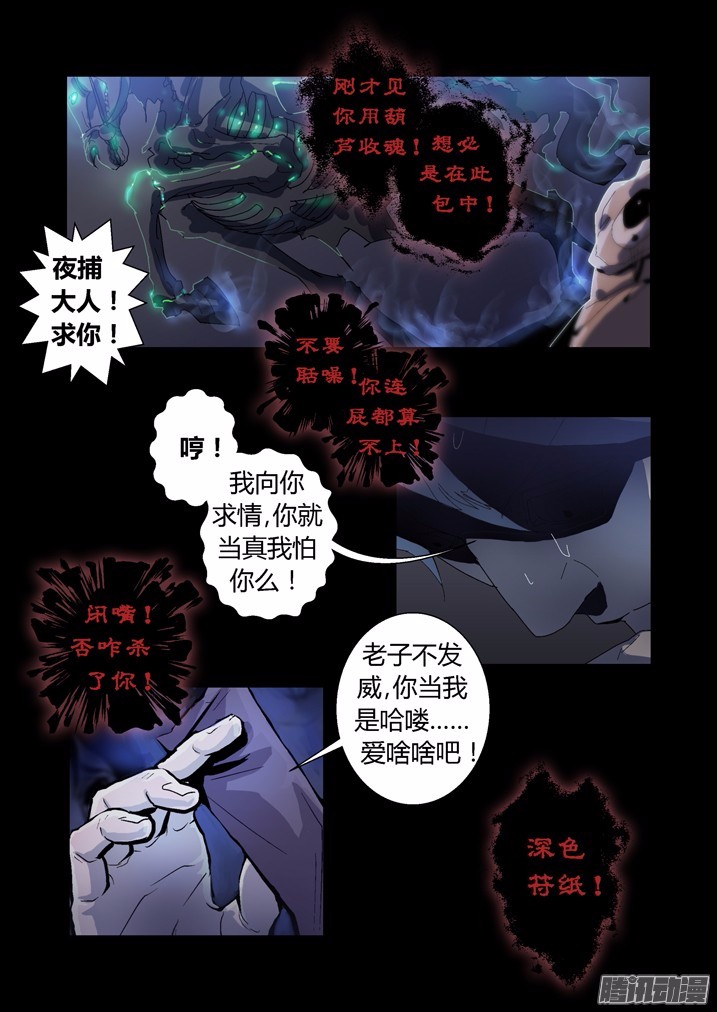 刚才见
你用葫
芦收魂！
想必
是在此
包中！
夜捕
大人！
求你！
不要
聒噪！
你连
屁都算
不上！
哼！
我向你
求情，你就
当真我怕
你么！
闭嘴！
否咋杀
了你！
老子不发
威，你当我
是哈喽……
爱啥啥吧！
深色
符纸！
腾讯动漫